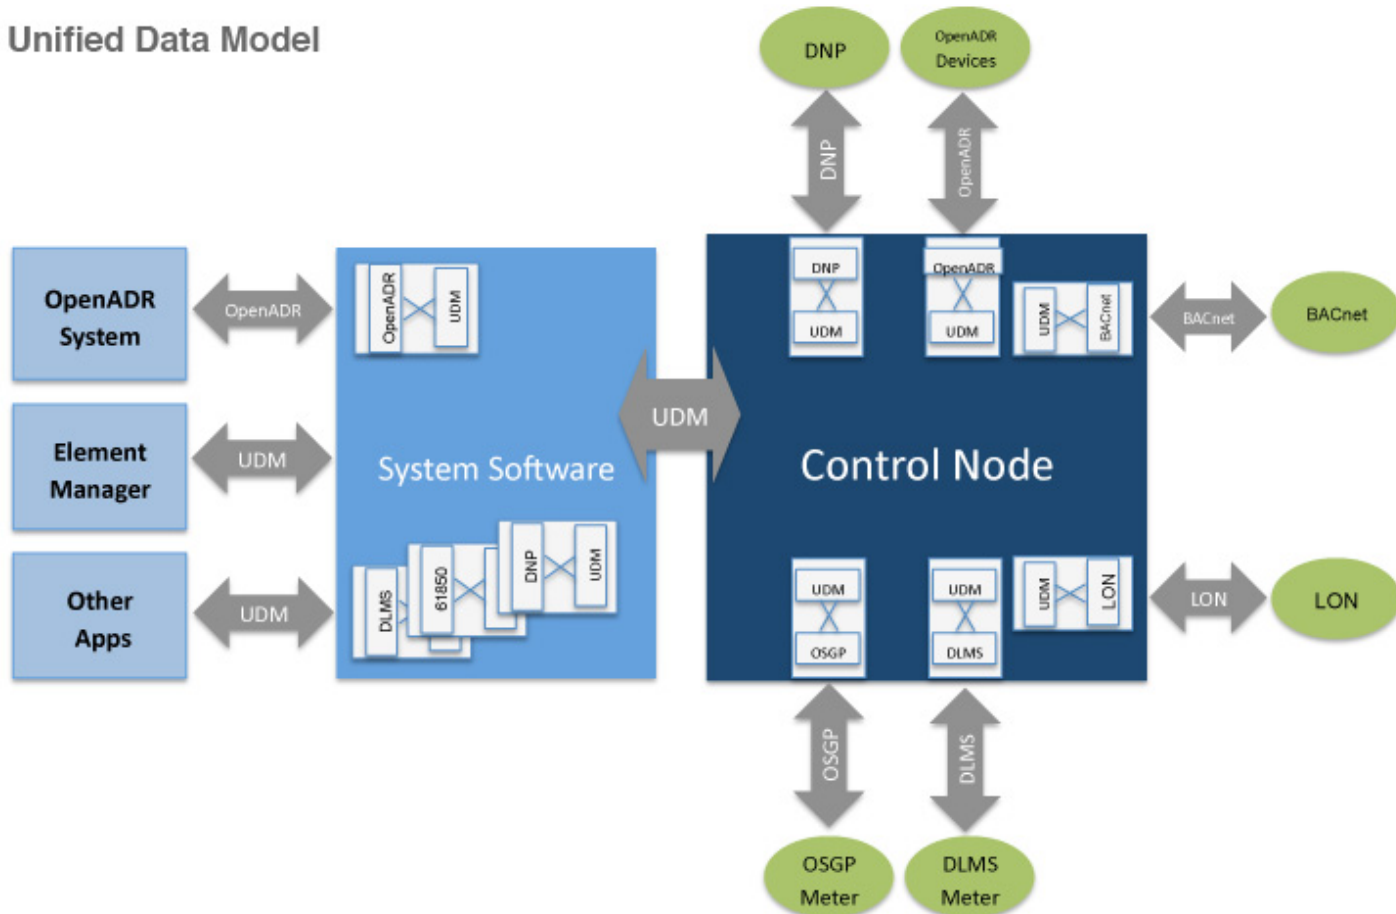 Unified Data Model
DNP
OpenADR
Devices
DNP
OpenADR
OpenADR
System
OpenADR
OpenADR
UDM
DNP
UDM
OpenADR
UDM
UDM
BACnet
BACnet
BACnet
Element
Manager
UDM
System Software
UDM
Control Node
Other
Apps
UDM
DLMS
61850
DNP
UDM
UDM
OSGP
UDM
DLMS
UDM
LON
LON
LON
OSGP
DLMS
OSGP
Meter
DLMS
Meter